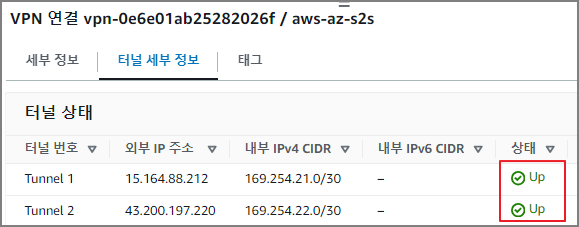 VPN 연결 vpn-0e6e01ab25282026f / aws-az-s2s
세부 정보 터널 세부 정보 태그
터널 상태
터널 번호 외부 IP 주소 내부 IPv4 CIDR 내부 IPv6 CIDR 상태
Tunnel 1 15.164.88.212 169.254.21.0/30 – Up
Tunnel 2 43.200.197.220 169.254.22.0/30 – Up